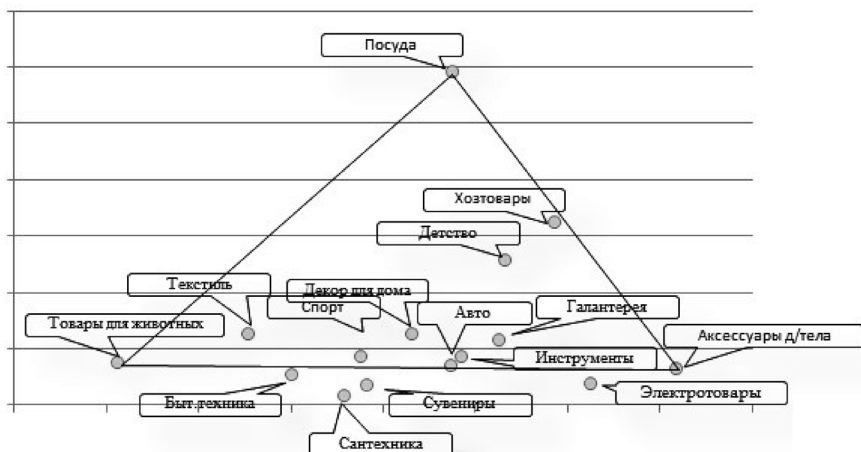 Посуда
Хозтовары
Детство
Текстиль
Декор для дома
Спорт
Авто
Галантерея
Товары для животных
Аксессуары д/тела
Инструменты
Быт.техника
Сувениры
Электротовары
Сантехника